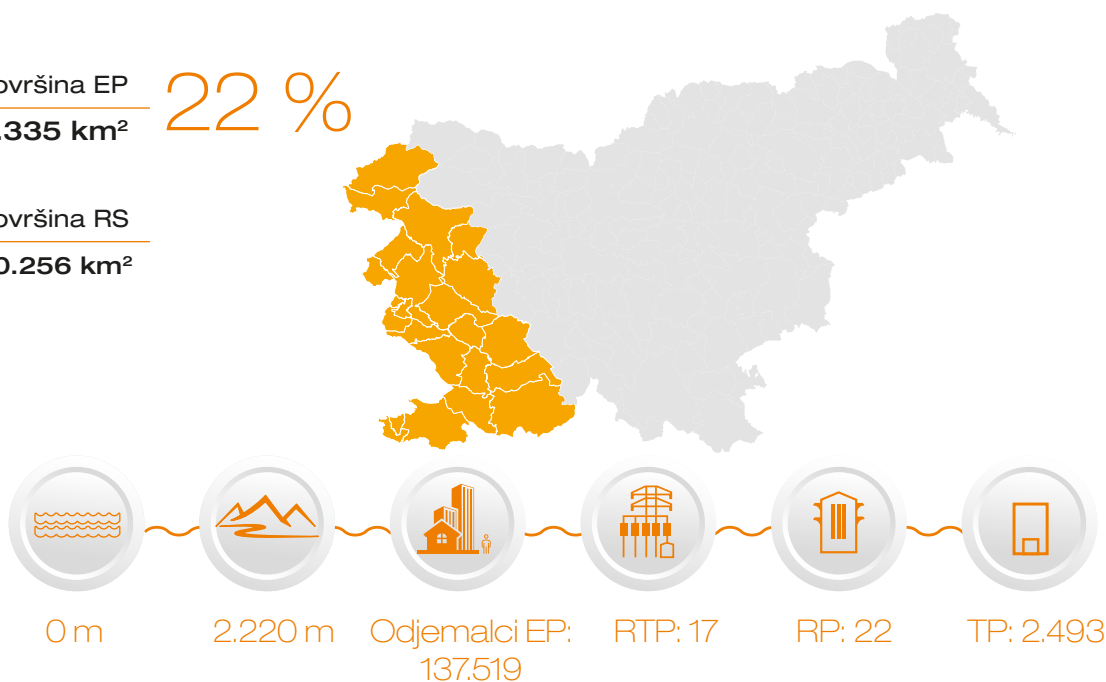 ovršina EP
.335 km²
22 %
ovršina RS
0.256 km²
0 m
2.220 m
Odjemalci EP:
137.519
RTP: 17
RP: 22
TP: 2.493